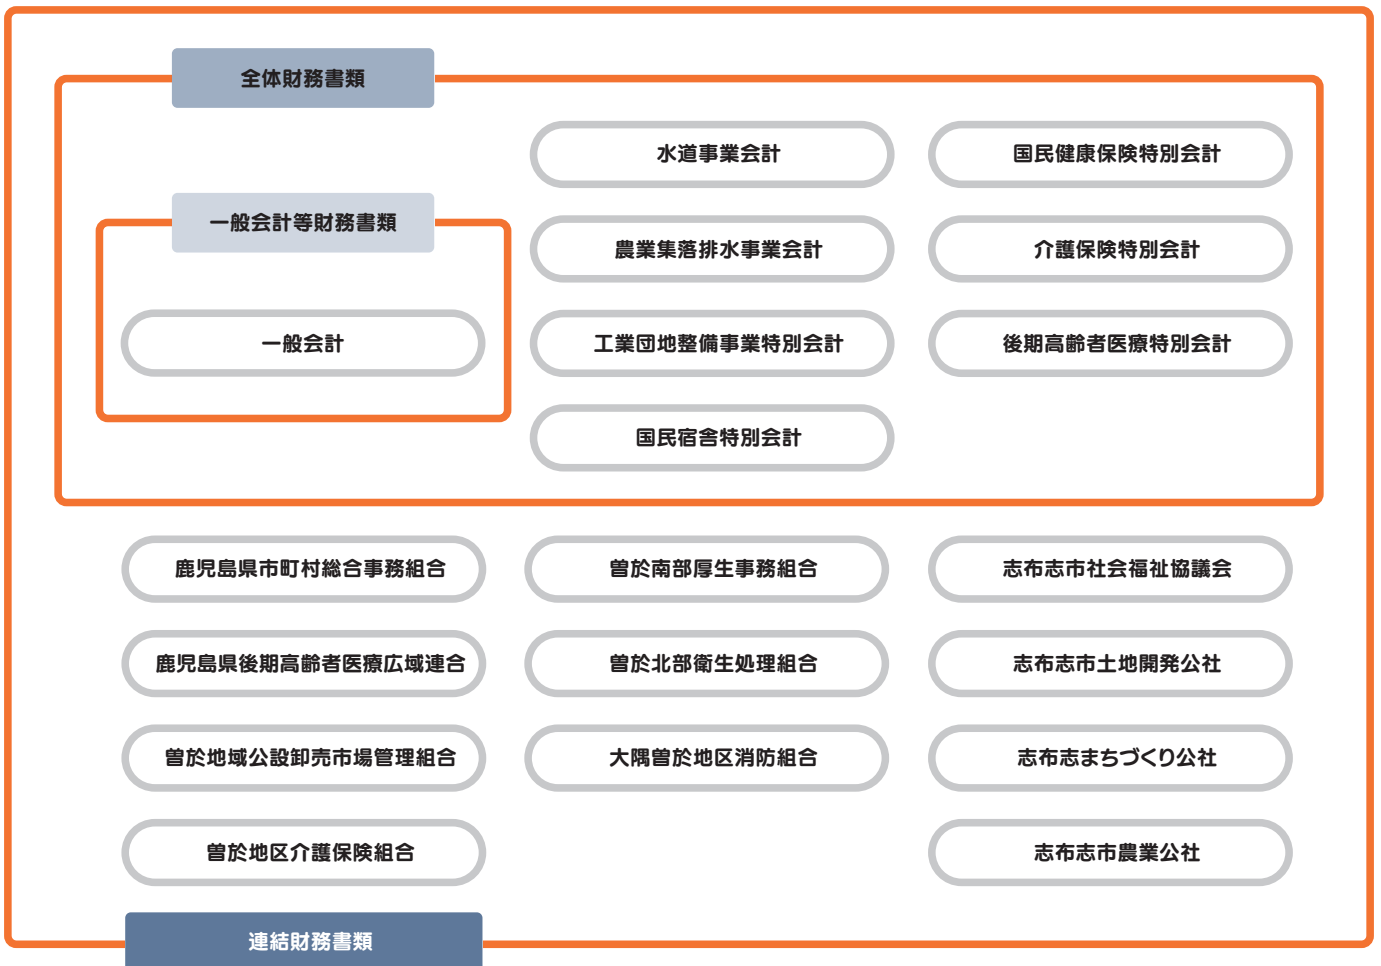 全体財務書類
水道事業会計
国民健康保険特別会計
一般会計等財務書類
農業集落排水事業会計
介護保険特別会計
一般会計
工業団地整備事業特別会計
後期高齢者医療特別会計
国民宿舎特別会計
鹿児島県市町村総合事務組合
曽於南部厚生事務組合
志布志市社会福祉協議会
鹿児島県後期高齢者医療広域連合
曽於北部衛生処理組合
志布志市土地開発公社
曽於地域公設卸売市場管理組合
大隅曽於地区消防組合
志布志まちづくり公社
曽於地区介護保険組合
志布志市農業公社
連結財務書類